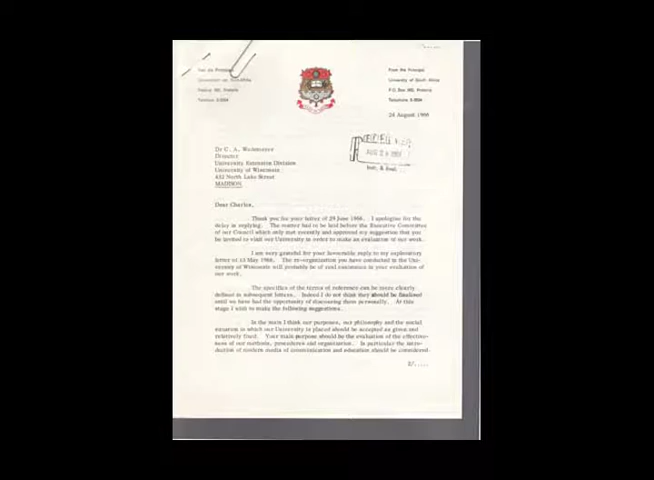 From the Principal
University of South Africa
P.O. Box 392, Pretoria
Telephone
24 August 1966
Dr C. A. Wedemeyer
Director
University Extension Division
University of Wisconsin
432 North Lake Street
MADISON
Dear Charles,
Thank you for your letter of 29 June 1966. I apologise for the
delay in replying. The matter had to be laid before the Executive Committee
of our Council which only met recently and approved my suggestion that you
be invited to visit our University in order to make an evaluation of our work.
I am very grateful for your favourable reply to my exploratory
letter of 13 May 1966. The re-organization you have conducted in the Uni-
versity of Wisconsin will probably be of real assistance in your evaluation of
our work.
The specifics of the terms of reference can be more clearly
defined in subsequent letters. Indeed I do not think they should be finalised
until we have had the opportunity of discussing them personally. At this
stage I wish to make the following suggestions.
In the main I think our purposes, our philosophy and the social
situation in which our University is placed should be accepted as given and
relatively fixed. Your main purpose should be the evaluation of the effective-
ness of our methods, procedures and organization. In particular the intro-
duction of modern media of communication and education should be considered
2/.....